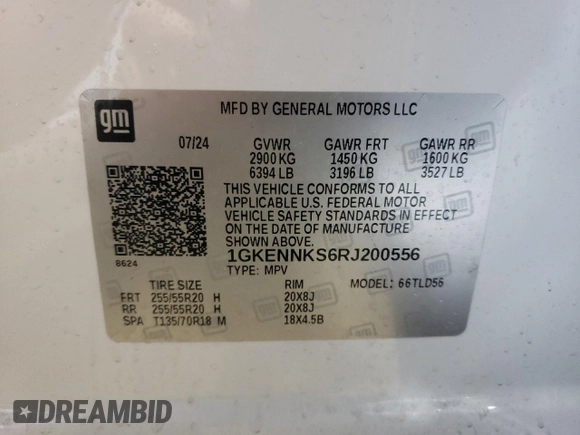 gm
MFD BY GENERAL MOTORS LLC
07/24 GVWR GAWR FRT GAWR RR
2900 KG 1450 KG 1600 KG
6394 LB 3196 LB 3527 LB
THIS VEHICLE CONFORMS TO ALL
APPLICABLE U.S. FEDERAL MOTOR
VEHICLE SAFETY STANDARDS IN EFFECT
ON THE DATE OF MANUFACTURE
SHOWN ABOVE.
8624
1GKENNKS6RJ200556
TYPE: MPV
TIRE SIZE RIM MODEL: 66TLD56
FRT 255/55R20 H 20X8J
RR 255/55R20 H 20X8J
SPA T135/70R18 M 18X4.5B
DREAMBID